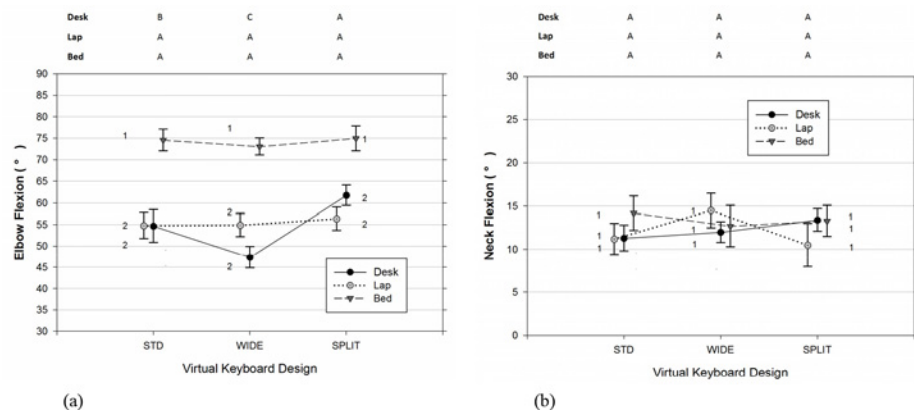 Desk B C A
Lap A A A
Bed A A A
90
85
80
75
70
65
60
55
50
45
40
35
30
Elbow Flexion ( ° )
1 1 1
2 2 2
2 2 2
Desk
Lap
Bed
STD WIDE SPLIT
Virtual Keyboard Design
(a)
Desk A A A
Lap A A A
Bed A A A
30
25
20
15
10
5
0
Neck Flexion ( ° )
Desk
Lap
Bed
1 1 1
1 1 1
1 1 1
STD WIDE SPLIT
Virtual Keyboard Design
(b)